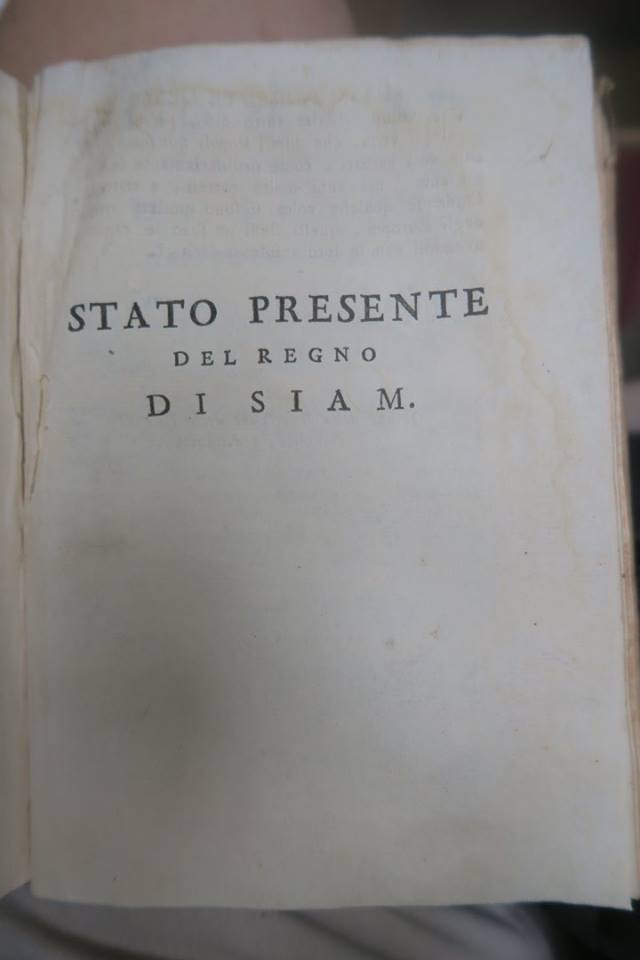 STATO PRESENTE
DEL REGNO
DI SIAM.